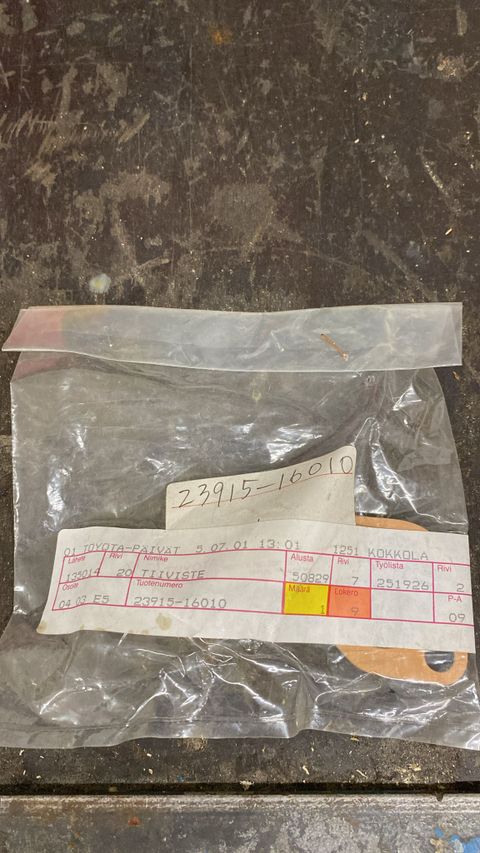 23915-16010
01 TOYOTA-PAIVAT 5.07.01 13:01 1251 KOKKOLA
Lähete Rivi Nimike Alusta Rivi Työlista Rivi
135014 20 TIIVISTE 50829 7 251926 2
Osoite Tuotenumero Määrä Lokero P-A
04 03 E5 23915-16010 1 9 09